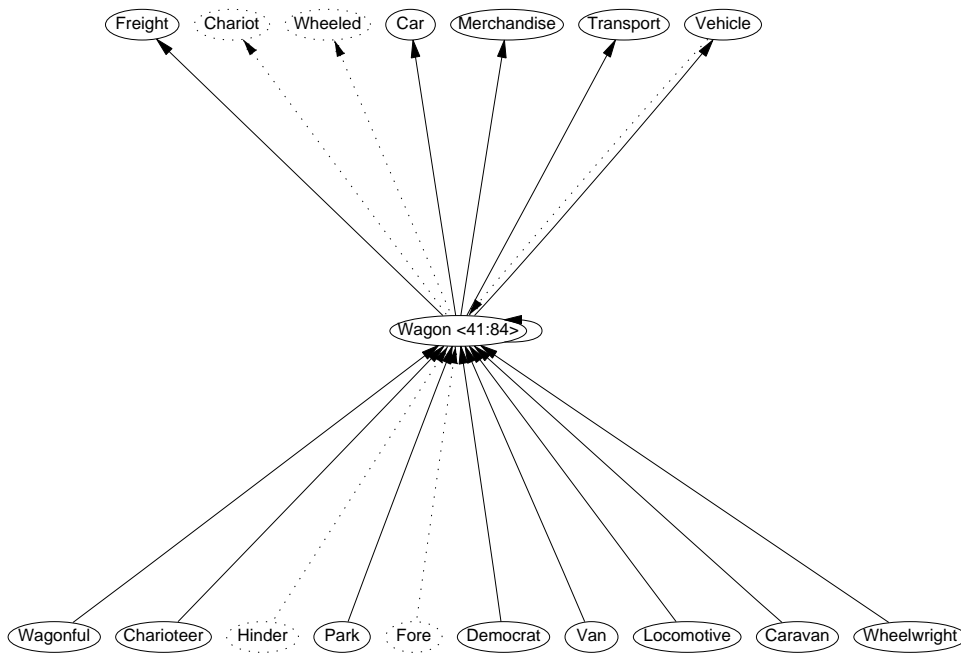 Freight Chariot Wheeled Car Merchandise Transport Vehicle
Wagon <41:84>
Wagonful Charioteer Hinder Park Fore Democrat Van Locomotive Caravan Wheelwright